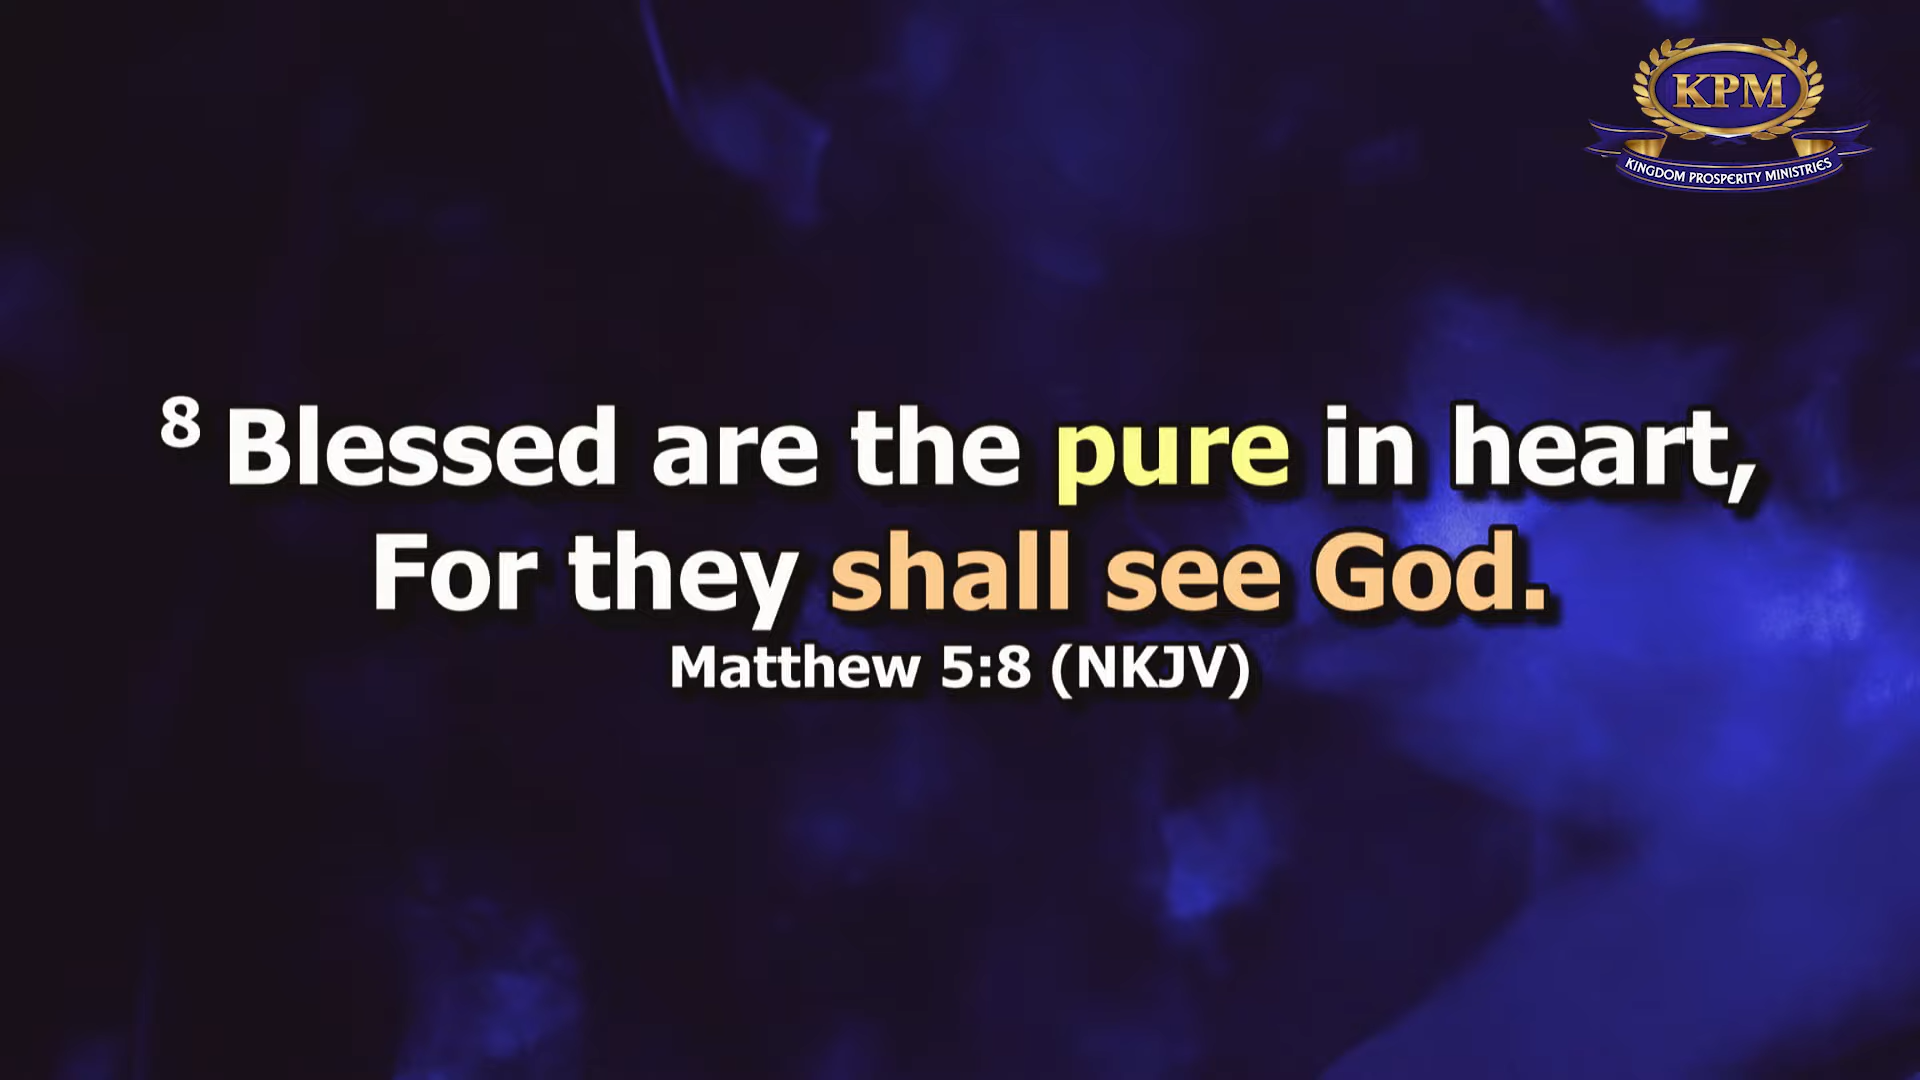 KPM
KINGDOM PROSPERITY MINISTRIES
8 Blessed are the pure in heart,
For they shall see God.
Matthew 5:8 (NKJV)